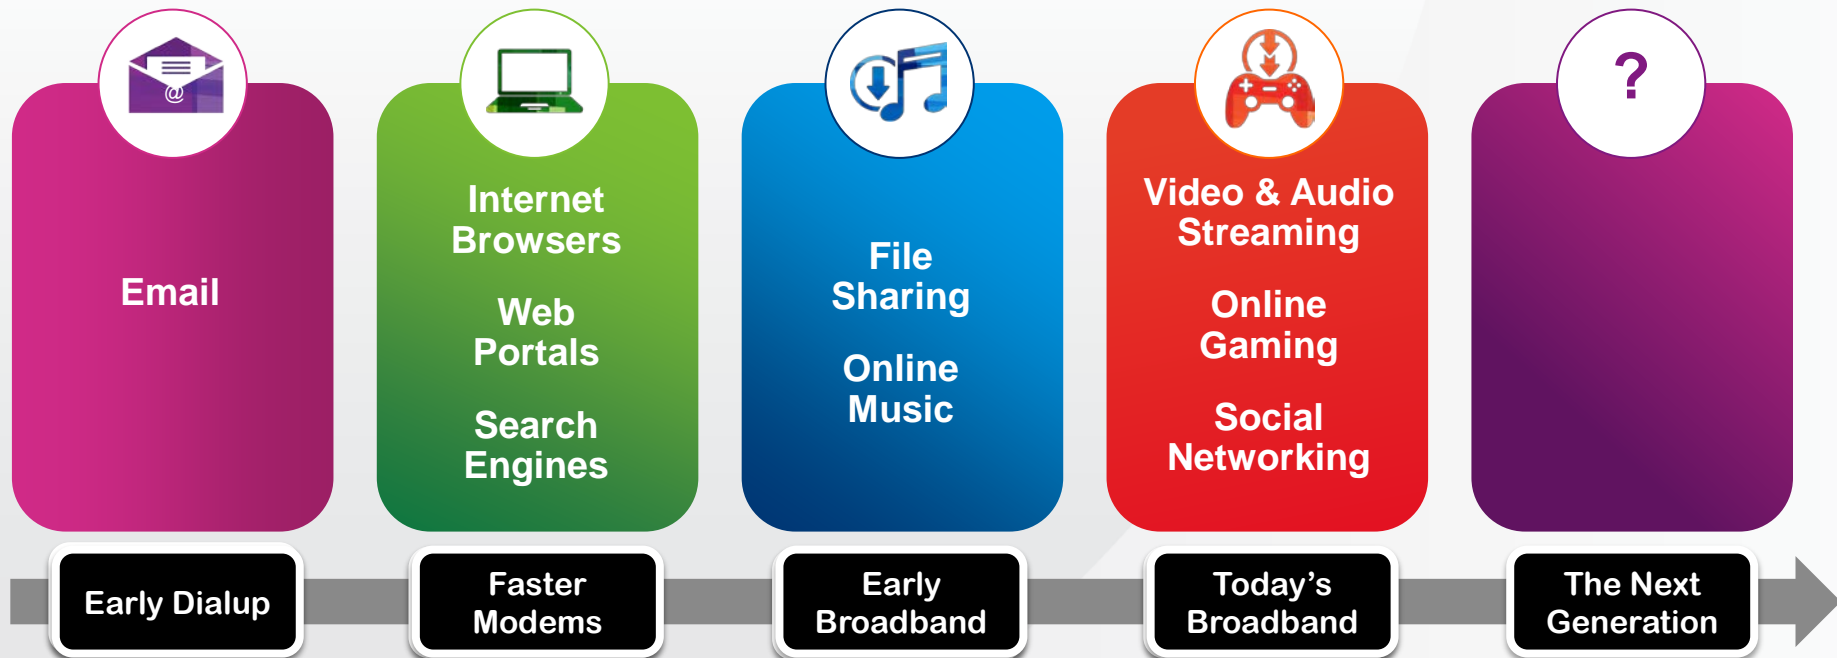 @
Email
Internet
Browsers
Web
Portals
Search
Engines
File
Sharing
Online
Music
Video & Audio
Streaming
Online
Gaming
Social
Networking
?
Early Dialup
Faster
Modems
Early
Broadband
Today's
Broadband
The Next
Generation